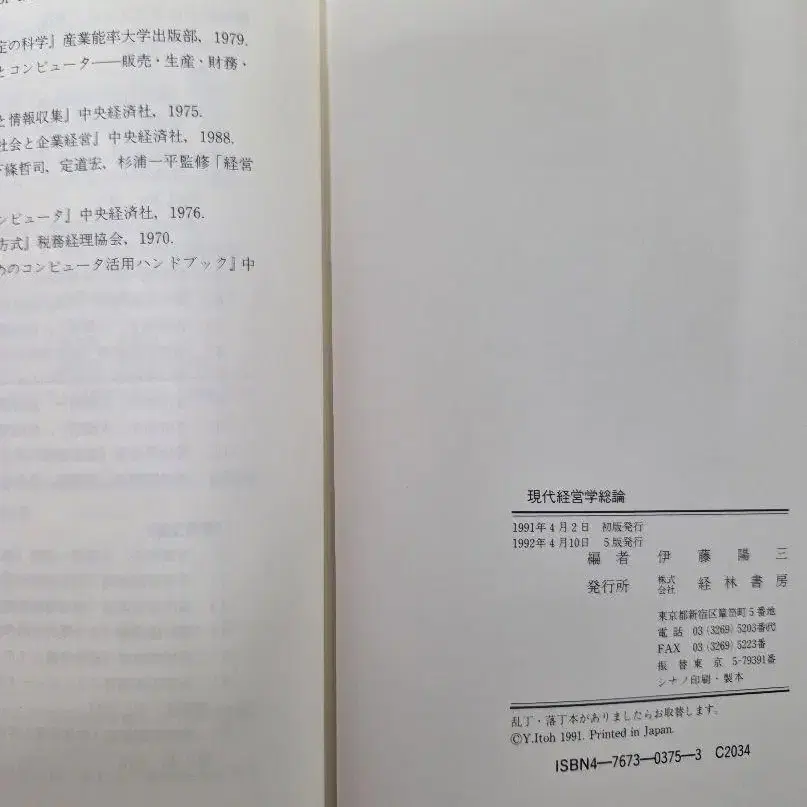 症の科学』産業能率大学出版部、1979.
とコンピュータ——販売・生産・財務・
と情報収集』中央経済社、1975.
社会と企業経営』中央経済社、1988.
下條哲司、定道宏、杉浦一平監修「経営
ンピュータ』中央経済社、1976.
方式』税務経理協会、1970.
めのコンピュータ活用ハンドブック』中
現代経営学総論
1991年4月2日 初版発行
1992年4月10日 5版発行
編者 伊藤陽三
発行所 株式会社 経林書房
東京都新宿区簞笥町5番地
電話 03(3269)5203番代
FAX 03(3269)5223番
振替東京 5-79391番
シナノ印刷・製本
乱丁・落丁本がありましたらお取替します。
©Y.Itoh 1991. Printed in Japan.
ISBN4-7673-0375-3 C2034